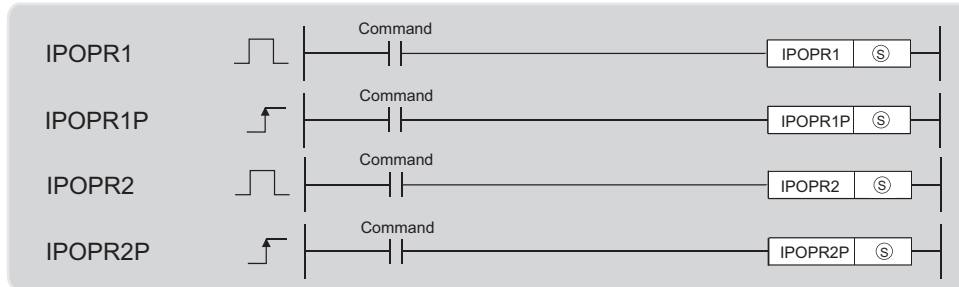 Command
IPOPR1 IPOPR1 Ⓢ
Command
IPOPR1P IPOPR1P Ⓢ
Command
IPOPR2 IPOPR2 Ⓢ
Command
IPOPR2P IPOPR2P Ⓢ